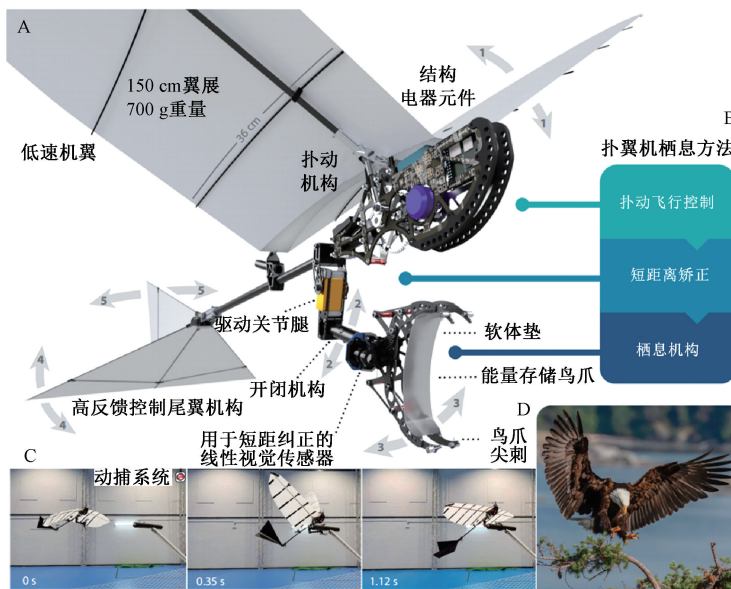 A
150 cm翼展
700 g重量
36 cm
低速机翼
扑动
机构
结构
电器元件
1
1
B
扑翼机栖息方法
扑动飞行控制
短距离矫正
栖息机构
5
5
4
4
驱动关节腿
2
2
开闭机构
高反馈控制尾翼机构
用于短距纠正的
线性视觉传感器
软体垫
能量存储鸟爪
3
3
鸟爪
尖刺
C
动捕系统
0 s
0.35 s
1.12 s
D